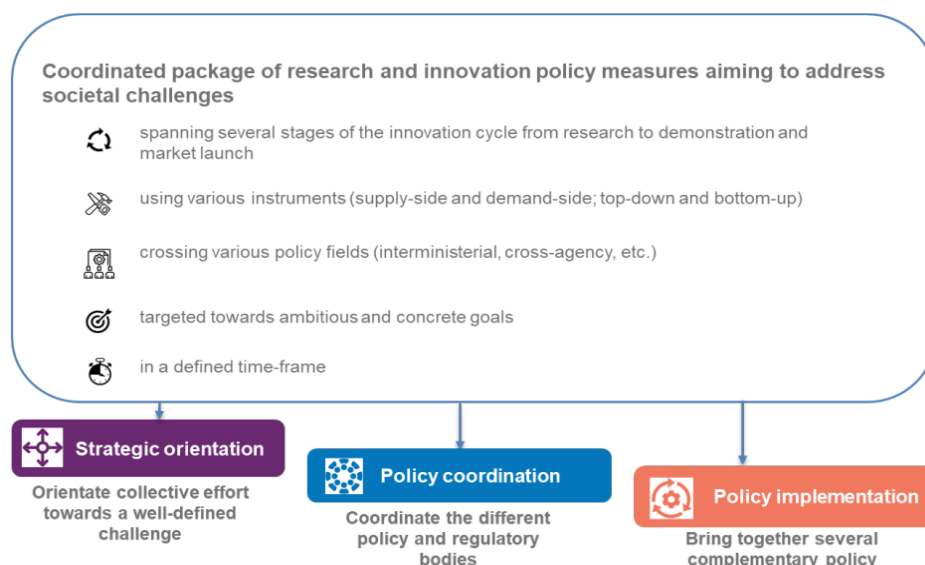 Coordinated package of research and innovation policy measures aiming to address
societal challenges
spanning several stages of the innovation cycle from research to demonstration and
market launch
using various instruments (supply-side and demand-side; top-down and bottom-up)
crossing various policy fields (interministerial, cross-agency, etc.)
targeted towards ambitious and concrete goals
in a defined time-frame
Strategic orientation
Orientate collective effort
towards a well-defined
challenge
Policy coordination
Coordinate the different
policy and regulatory
bodies
Policy implementation
Bring together several
complementary policy